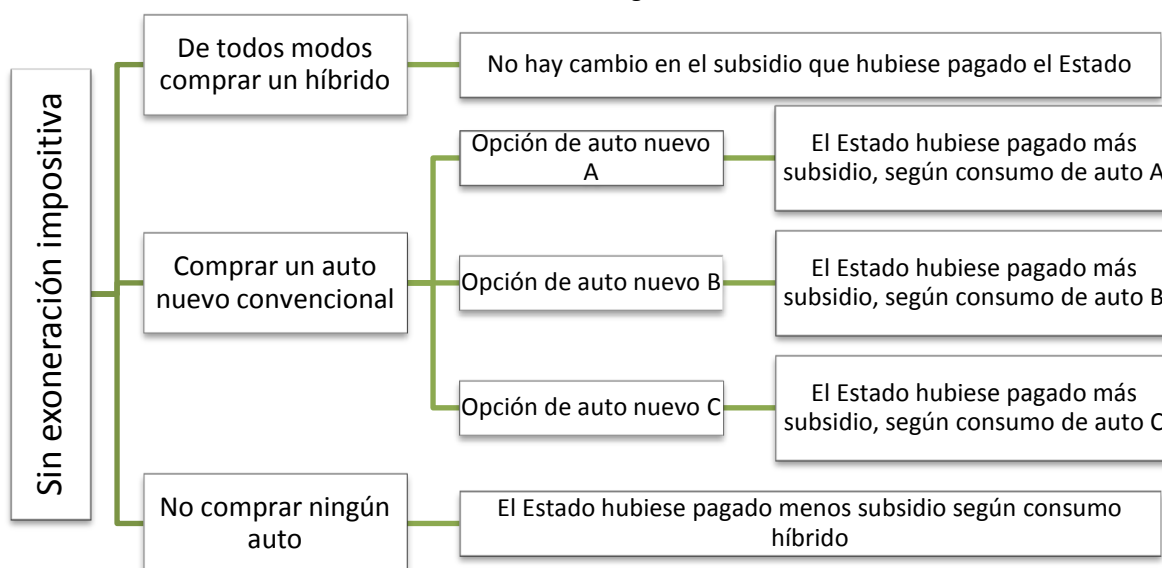 Sin exoneración impositiva
De todos modos
comprar un híbrido
No hay cambio en el subsidio que hubiese pagado el Estado
Comprar un auto
nuevo convencional
Opción de auto nuevo
A
El Estado hubiese pagado más
subsidio, según consumo de auto A
Opción de auto nuevo B
El Estado hubiese pagado más
subsidio, según consumo de auto B
Opción de auto nuevo C
El Estado hubiese pagado más
subsidio, según consumo de auto C
No comprar ningún
auto
El Estado hubiese pagado menos subsidio según consumo
híbrido